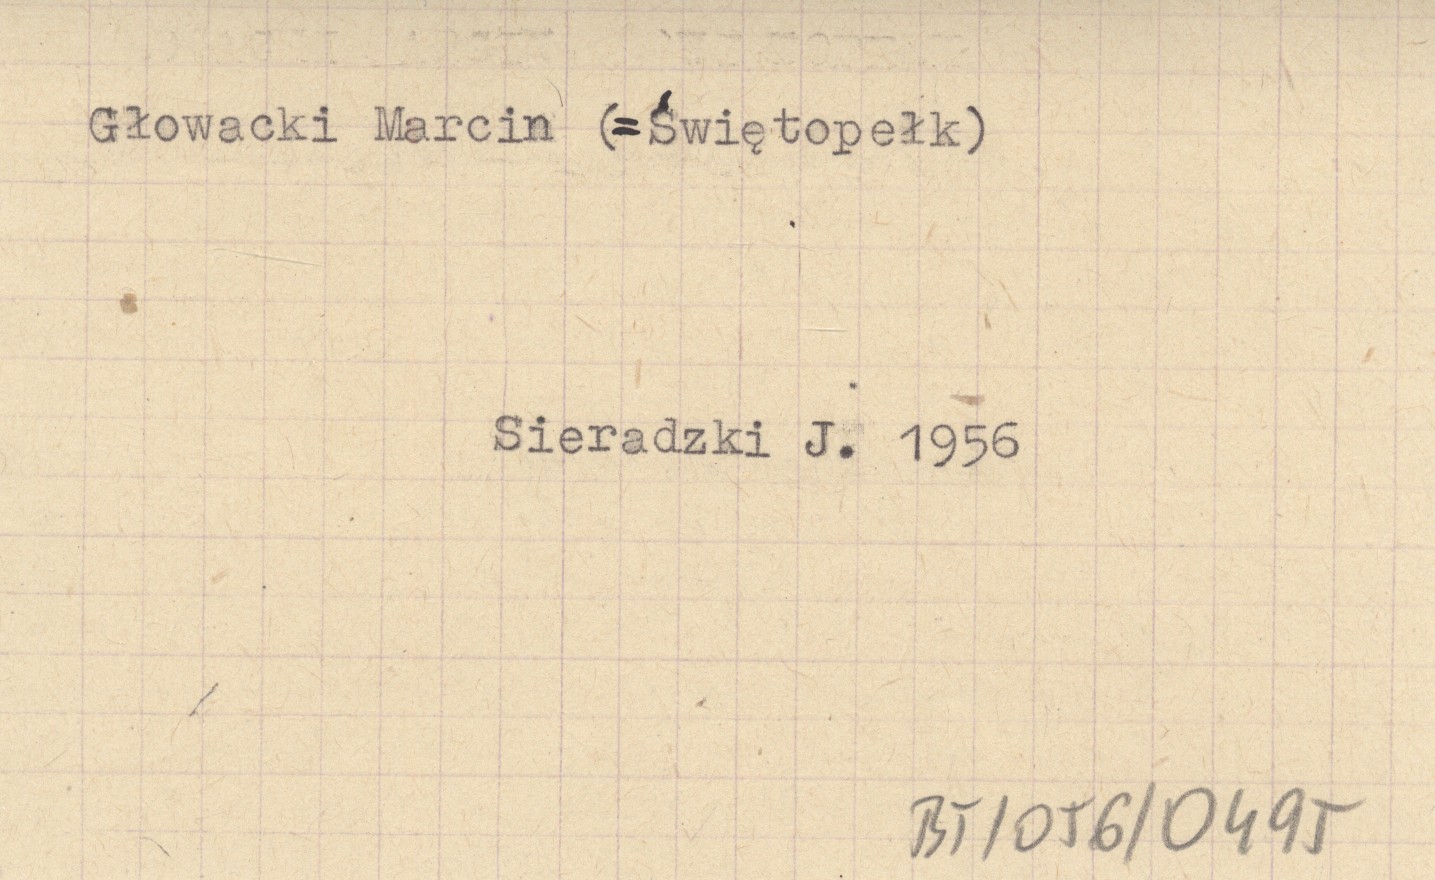 Głowacki Marcin (=Świętopełk)
Sieradzki J. 1956
BT/056/0495